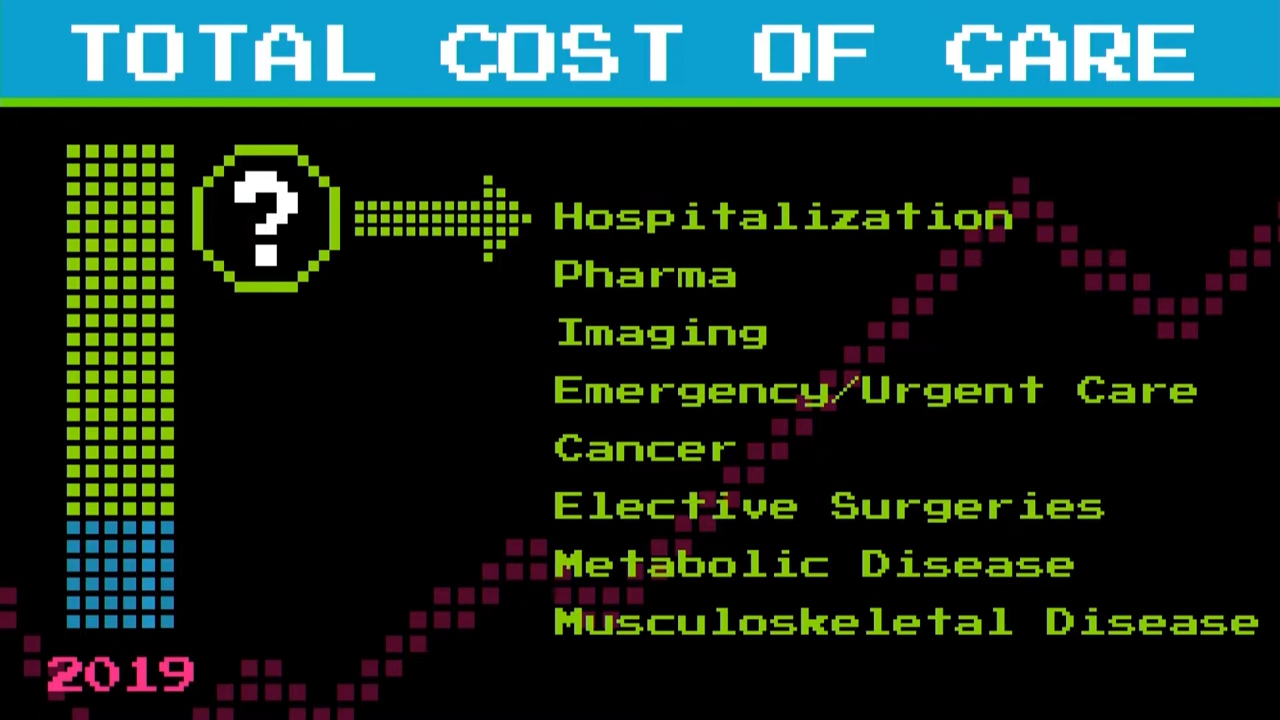 TOTAL COST OF CARE
?
Hospitalization
Pharma
Imaging
Emergency/Urgent Care
Cancer
Elective Surgeries
Metabolic Disease
Musculoskeletal Disease
2019